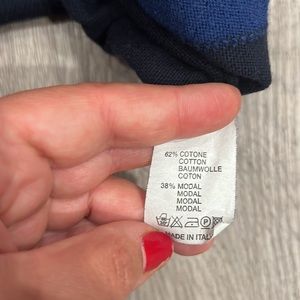 62% COTONE
COTTON
BAUMWOLLE
COTON
38% MODAL
MODAL
MODAL
MODAL
MADE IN ITALY